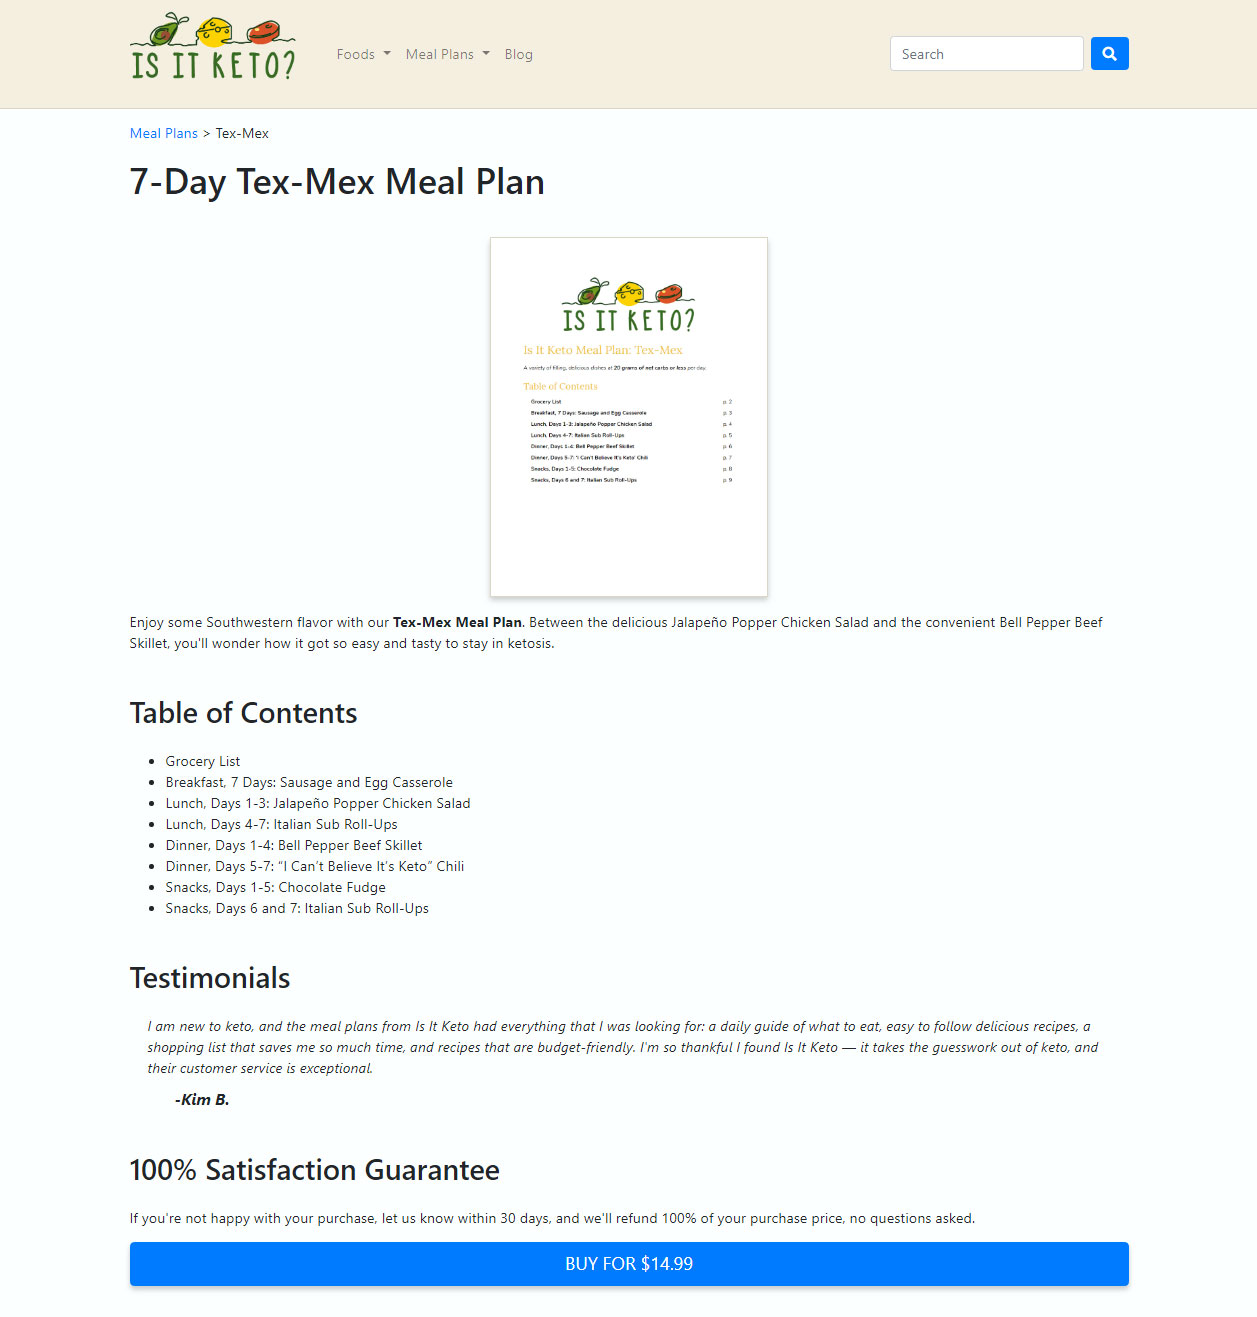 IS IT KETO?
Foods
Meal Plans
Blog
Search
Meal Plans > Tex-Mex
7-Day Tex-Mex Meal Plan
IS IT KETO?
Is It Keto Meal Plan: Tex-Mex
A variety of filling, delicious dishes at 20 grams of net carbs or less per day.
Table of Contents
Grocery List p. 2
Breakfast, 7 Days: Sausage and Egg Casserole p. 3
Lunch, Days 1-3: Jalapeño Popper Chicken Salad p. 4
Lunch, Days 4-7: Italian Sub Roll-Ups p. 5
Dinner, Days 1-4: Bell Pepper Beef Skillet p. 6
Dinner, Days 5-7: 'I Can't Believe It's Keto' Chili p. 7
Snacks, Days 1-5: Chocolate Fudge p. 8
Snacks, Days 6 and 7: Italian Sub Roll-Ups p. 9
Enjoy some Southwestern flavor with our Tex-Mex Meal Plan. Between the delicious Jalapeño Popper Chicken Salad and the convenient Bell Pepper Beef
Skillet, you'll wonder how it got so easy and tasty to stay in ketosis.
Table of Contents
Grocery List
Breakfast, 7 Days: Sausage and Egg Casserole
Lunch, Days 1-3: Jalapeño Popper Chicken Salad
Lunch, Days 4-7: Italian Sub Roll-Ups
Dinner, Days 1-4: Bell Pepper Beef Skillet
Dinner, Days 5-7: “I Can’t Believe It’s Keto” Chili
Snacks, Days 1-5: Chocolate Fudge
Snacks, Days 6 and 7: Italian Sub Roll-Ups
Testimonials
I am new to keto, and the meal plans from Is It Keto had everything that I was looking for: a daily guide of what to eat, easy to follow delicious recipes, a
shopping list that saves me so much time, and recipes that are budget-friendly. I'm so thankful I found Is It Keto — it takes the guesswork out of keto, and
their customer service is exceptional.
-Kim B.
100% Satisfaction Guarantee
If you're not happy with your purchase, let us know within 30 days, and we'll refund 100% of your purchase price, no questions asked.
BUY FOR $14.99